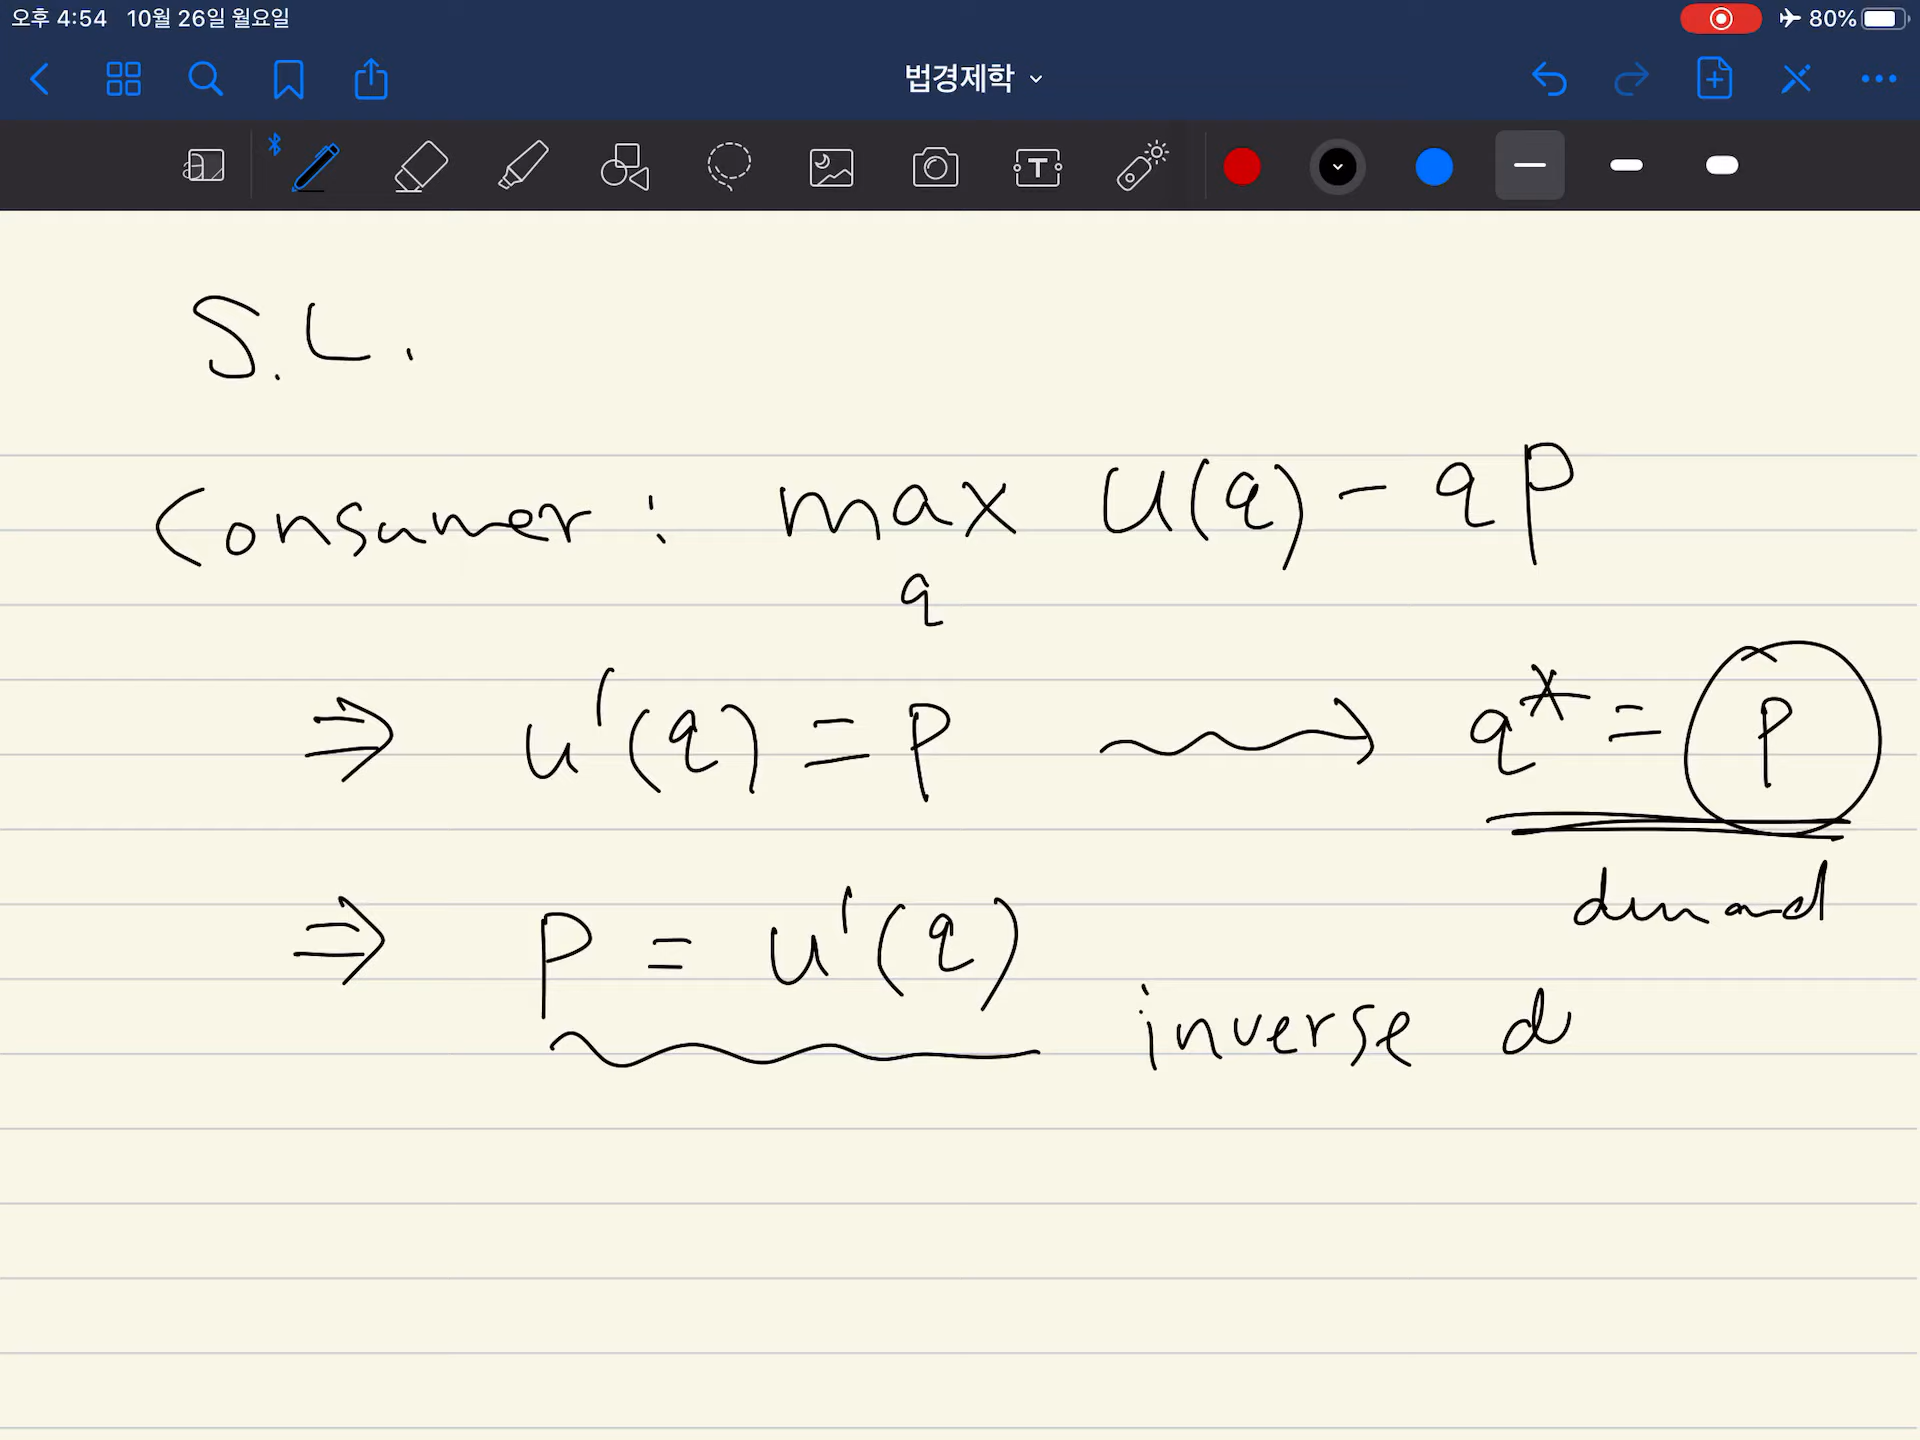 오후 4:54 10월 26일 월요일 80%
법경제학
T
S.L.
Consumer : max u(q) - qp
q
⇒ u'(q) = p ⟿ q* = p
demand
⇒ p = u'(q)
inverse d